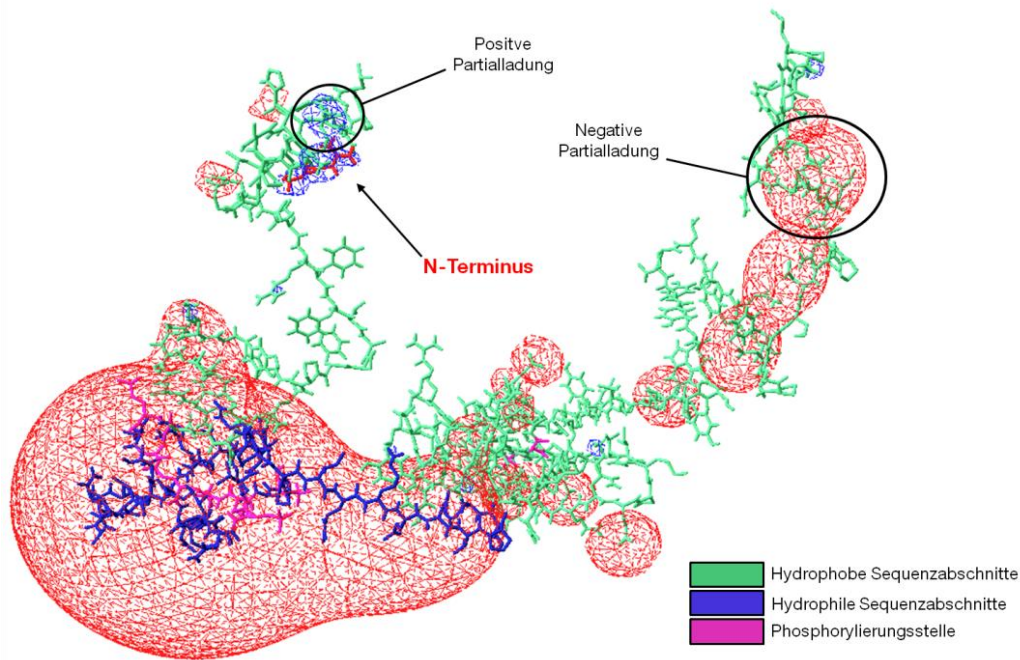 Positve
Partialladung
Negative
Partialladung
N-Terminus
Hydrophobe Sequenzabschnitte
Hydrophile Sequenzabschnitte
Phosphorylierungsstelle